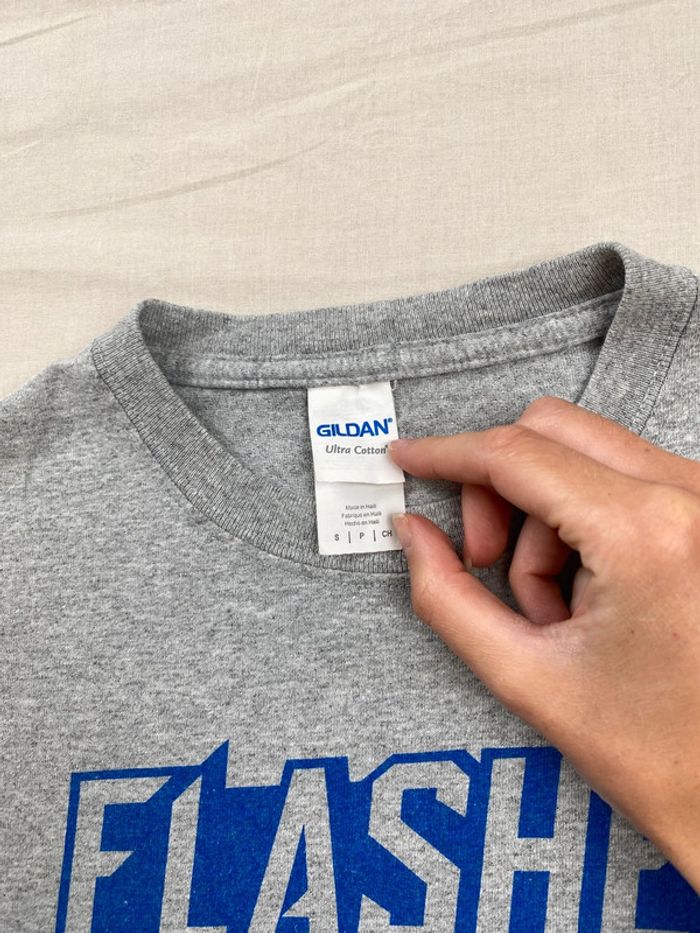 GILDAN®
Ultra Cotton®
Made in Haiti
Fabriqué en Haïti
Hecho en Haití
S | P | CH
FLASH